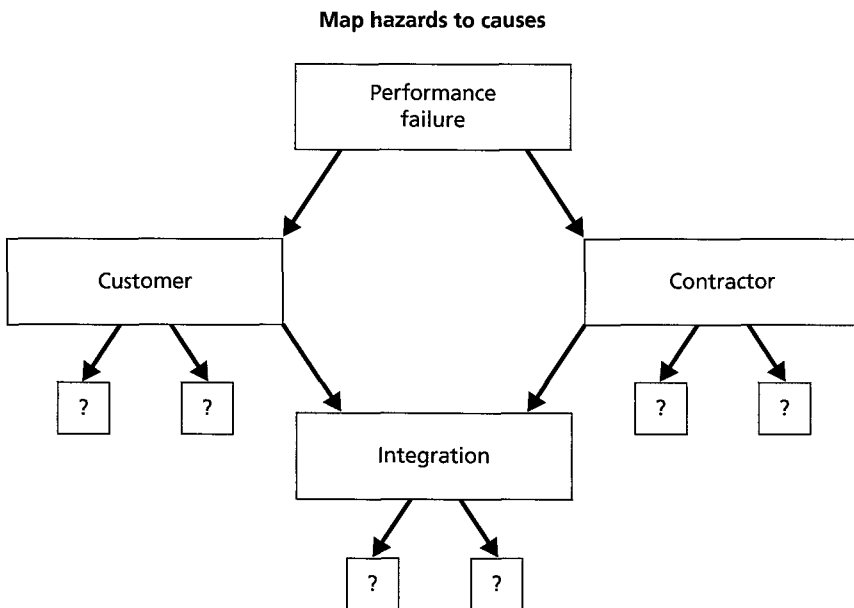 Map hazards to causes
Performance
failure
Customer
Contractor
?
?
?
?
Integration
?
?